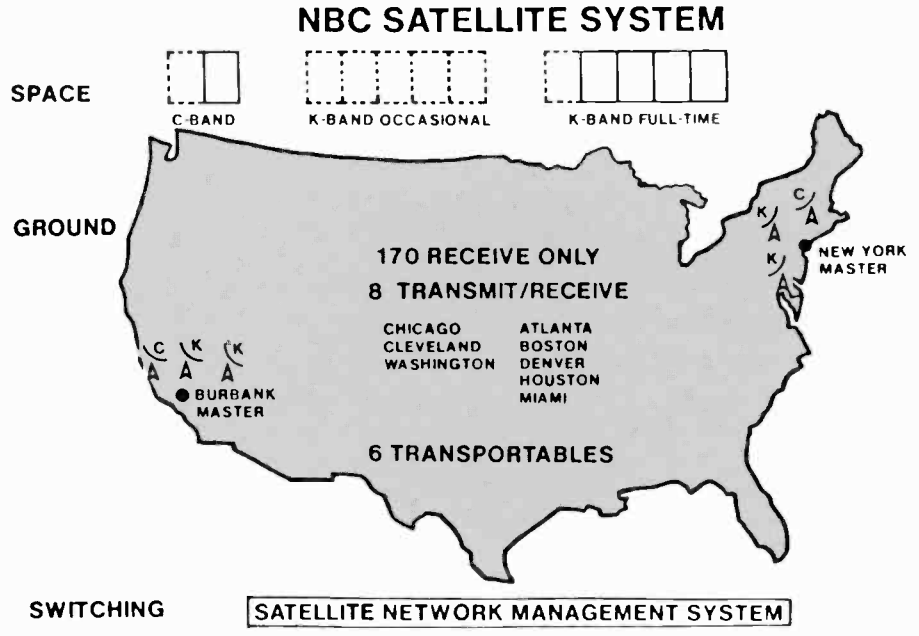 NBC SATELLITE SYSTEM
SPACE
C-BAND
K-BAND OCCASIONAL
K-BAND FULL-TIME
GROUND
K
C
K
NEW YORK
MASTER
170 RECEIVE ONLY
8 TRANSMIT/RECEIVE
CHICAGO
CLEVELAND
WASHINGTON
ATLANTA
BOSTON
DENVER
HOUSTON
MIAMI
C
K
K
BURBANK
MASTER
6 TRANSPORTABLES
SWITCHING
SATELLITE NETWORK MANAGEMENT SYSTEM